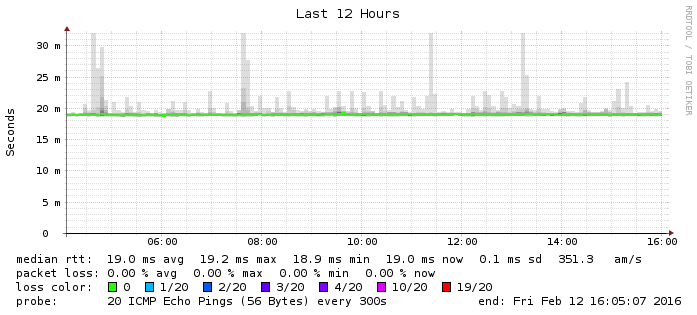 Last 12 Hours
RRDTOOL / TOBI OETIKER
Seconds
30 m
25 m
20 m
15 m
10 m
5 m
0
06:00 08:00 10:00 12:00 14:00 16:00
median rtt: 19.0 ms avg 19.2 ms max 18.9 ms min 19.0 ms now 0.1 ms sd 351.3 am/s
packet loss: 0.00 % avg 0.00 % max 0.00 % min 0.00 % now
loss color: 0 1/20 2/20 3/20 4/20 10/20 19/20
probe: 20 ICMP Echo Pings (56 Bytes) every 300s end: Fri Feb 12 16:05:07 2016